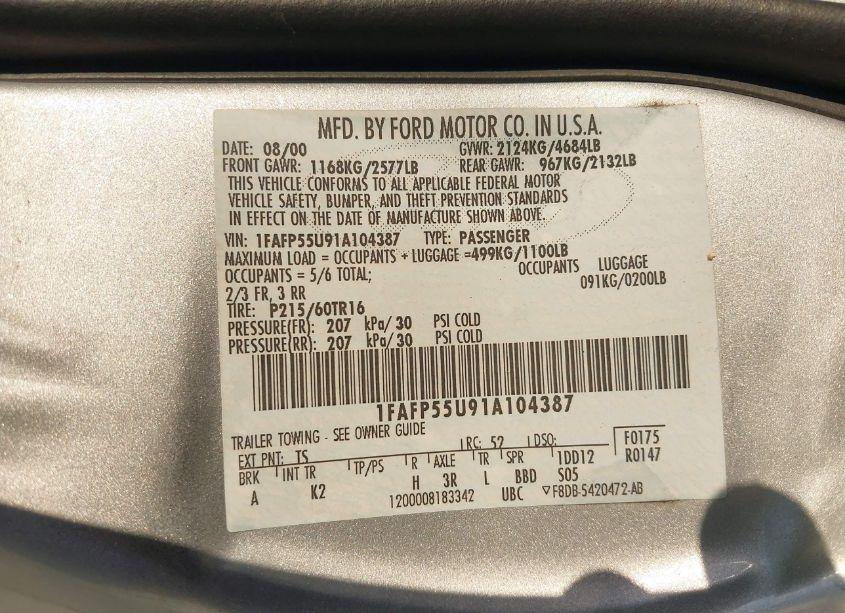 MFD. BY FORD MOTOR CO. IN U.S.A.
DATE: 08/00 GVWR: 2124KG/4684LB
FRONT GAWR: 1168KG/2577LB REAR GAWR: 967KG/2132LB
THIS VEHICLE CONFORMS TO ALL APPLICABLE FEDERAL MOTOR
VEHICLE SAFETY, BUMPER, AND THEFT PREVENTION STANDARDS
IN EFFECT ON THE DATE OF MANUFACTURE SHOWN ABOVE.
VIN: 1FAFP55U91A104387 TYPE: PASSENGER
MAXIMUM LOAD = OCCUPANTS + LUGGAGE =499KG/1100LB
OCCUPANTS = 5/6 TOTAL; OCCUPANTS LUGGAGE
2/3 FR, 3 RR 091KG/0200LB
TIRE: P215/60TR16
PRESSURE(FR): 207 kPa/ 30 PSI COLD
PRESSURE(RR): 207 kPa/ 30 PSI COLD
1FAFP55U91A104387
TRAILER TOWING - SEE OWNER GUIDE
EXT PNT: TS RC: 52 DSO: F0175
BRK INT TR TP/PS R AXLE TR SPR 1DD12 R0147
A K2 H 3R L BBD S05
1200008183342 UBC ▽F8DB-5420472-AB